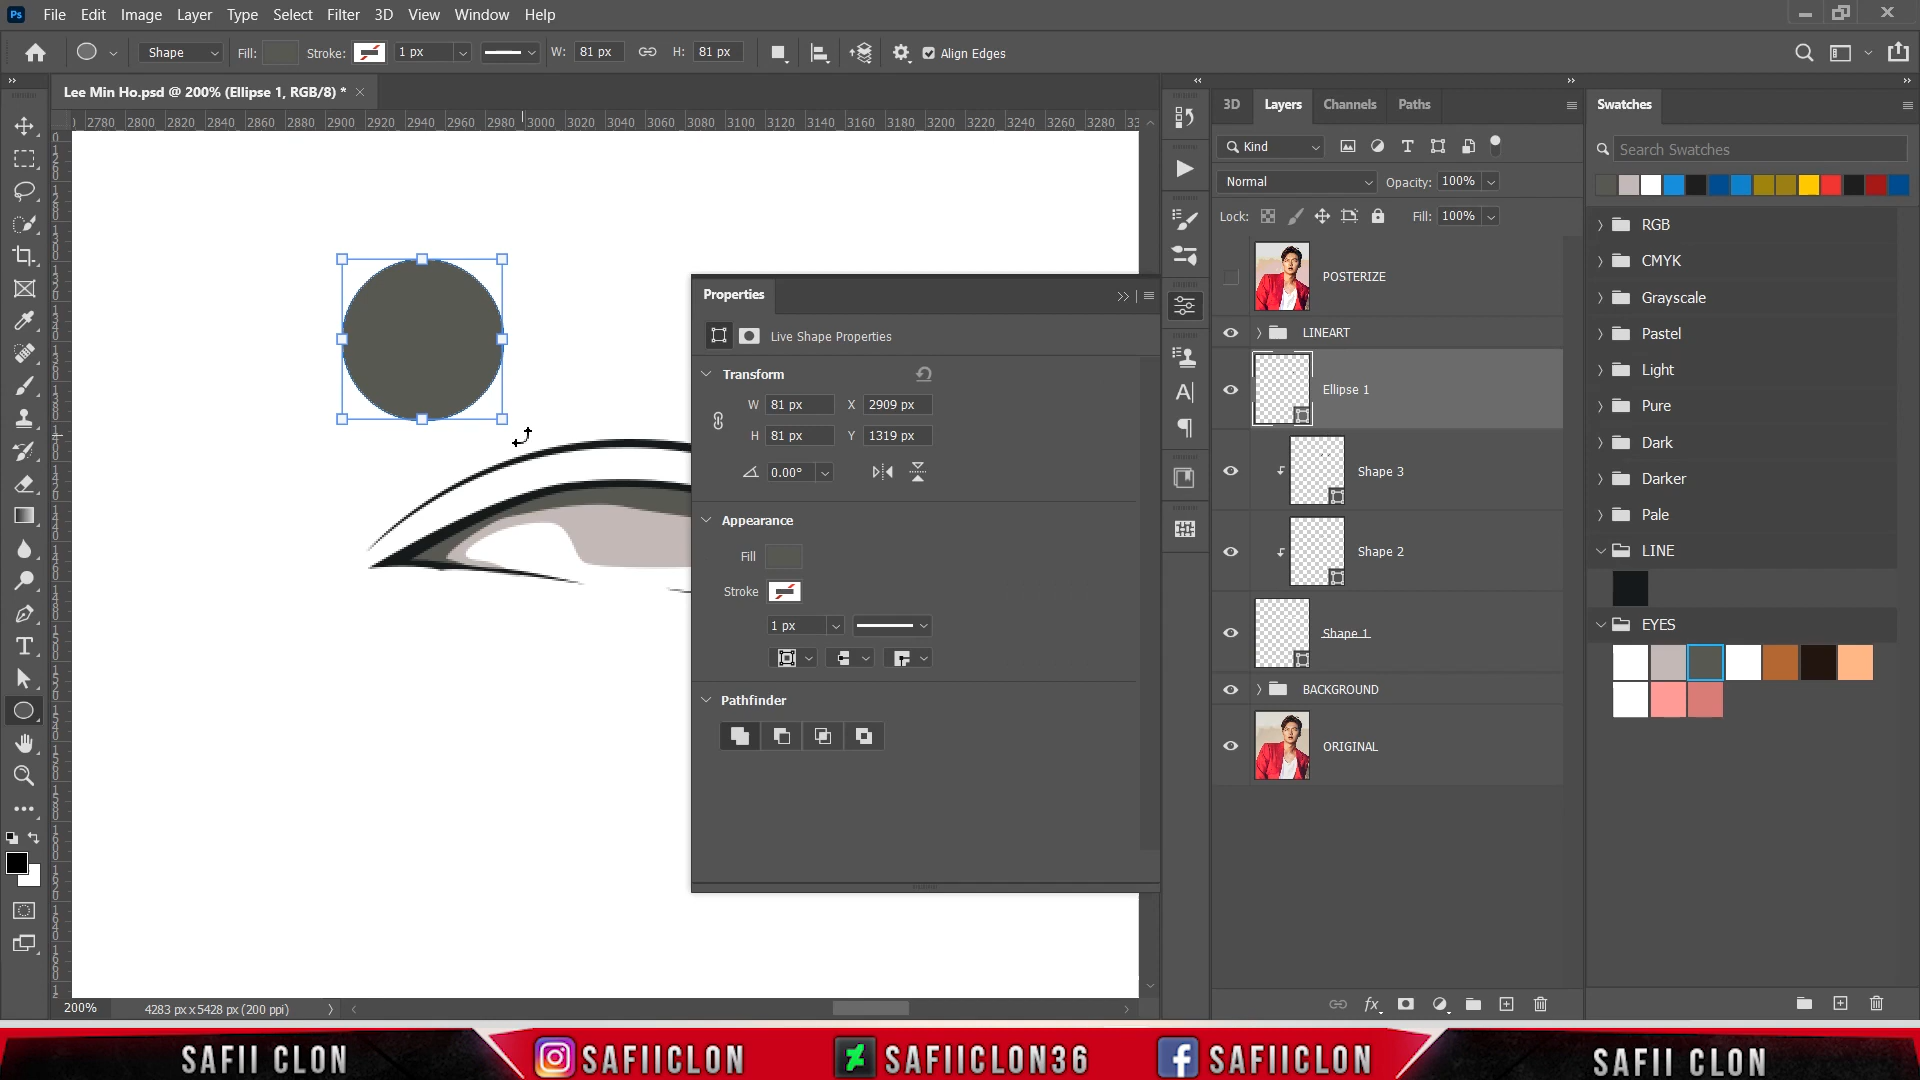 Ps File Edit Image Layer Type Select Filter 3D View Window Help
Shape Fill: Stroke: 1 px W: 81 px H: 81 px Align Edges
Lee Min Ho.psd @ 200% (Ellipse 1, RGB/8) *
2780 2800 2820 2840 2860 2880 2900 2920 2940 2960 2980 3000 3020 3040 3060 3080 3100 3120 3140 3160 3180 3200 3220 3240 3260 3280
Properties
Live Shape Properties
Transform
W 81 px X 2909 px
H 81 px Y 1319 px
0.00°
Appearance
Fill
Stroke
1 px
Pathfinder
3D Layers Channels Paths
Kind
Normal Opacity: 100%
Lock: Fill: 100%
POSTERIZE
LINEART
Ellipse 1
Shape 3
Shape 2
Shape 1
BACKGROUND
ORIGINAL
Swatches
Search Swatches
RGB
CMYK
Grayscale
Pastel
Light
Pure
Dark
Darker
Pale
LINE
EYES
200% 4283 px x 5428 px (200 ppi)
SAFII CLON SAFIICLON SAFIICLON36 SAFIICLON SAFII CLON